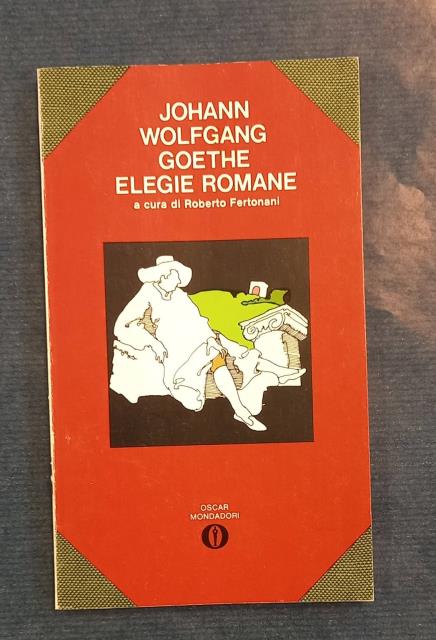 JOHANN
WOLFGANG
GOETHE
ELEGIE ROMANE
a cura di Roberto Fertonani
OSCAR
MONDADORI